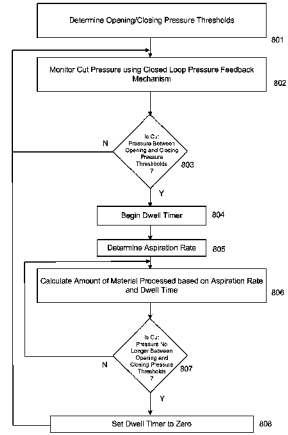 Determine Opening/Closing Pressure Thresholds
801
Monitor Cut Pressure using Closed Loop Pressure Feedback
Mechanism
802
Is Cut
Pressure Between
Opening and Closing
Pressure
Threshholds
?
803
N
Y
Begin Dwell Timer
804
Determine Aspiration Rate
805
Calculate Amount of Material Processed based on Aspiration Rate
and Dwell Time
806
Is Cut
Pressure No
Longer Between
Opening and
Closing Pressure
Thresholds
?
807
N
Y
Set Dwell Timer to Zero
808